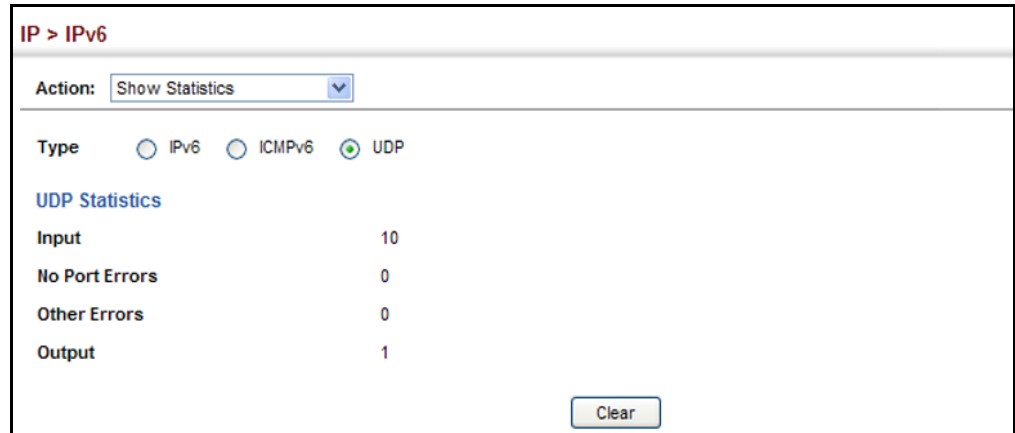 IP > IPv6
Action: Show Statistics
Type IPv6 ICMPv6 UDP
UDP Statistics
Input 10
No Port Errors 0
Other Errors 0
Output 1
Clear